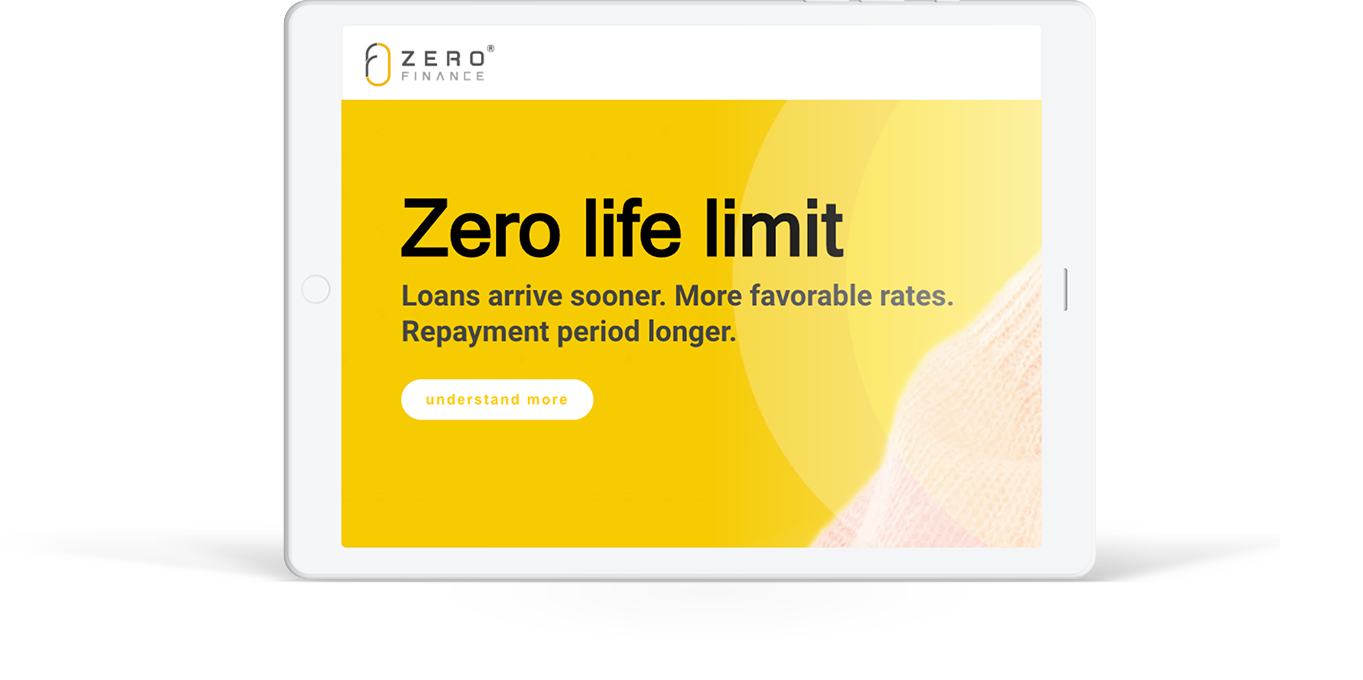 ZERO®
FINANCE
Zero life limit
Loans arrive sooner. More favorable rates.
Repayment period longer.
understand more